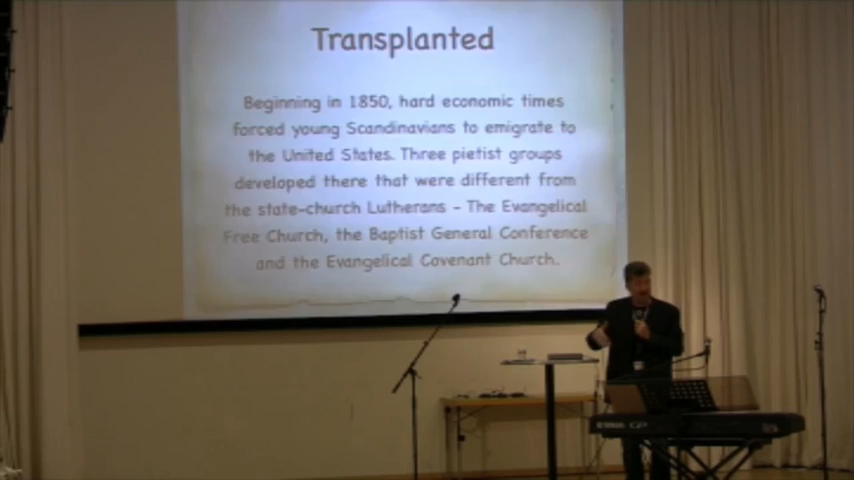 Transplanted
Beginning in 1850, hard economic times
forced young Scandinavians to emigrate to
the United States. Three pietist groups
developed there that were different from
the state-church Lutherans - The Evangelical
Free Church, the Baptist General Conference
and the Evangelical Covenant Church.